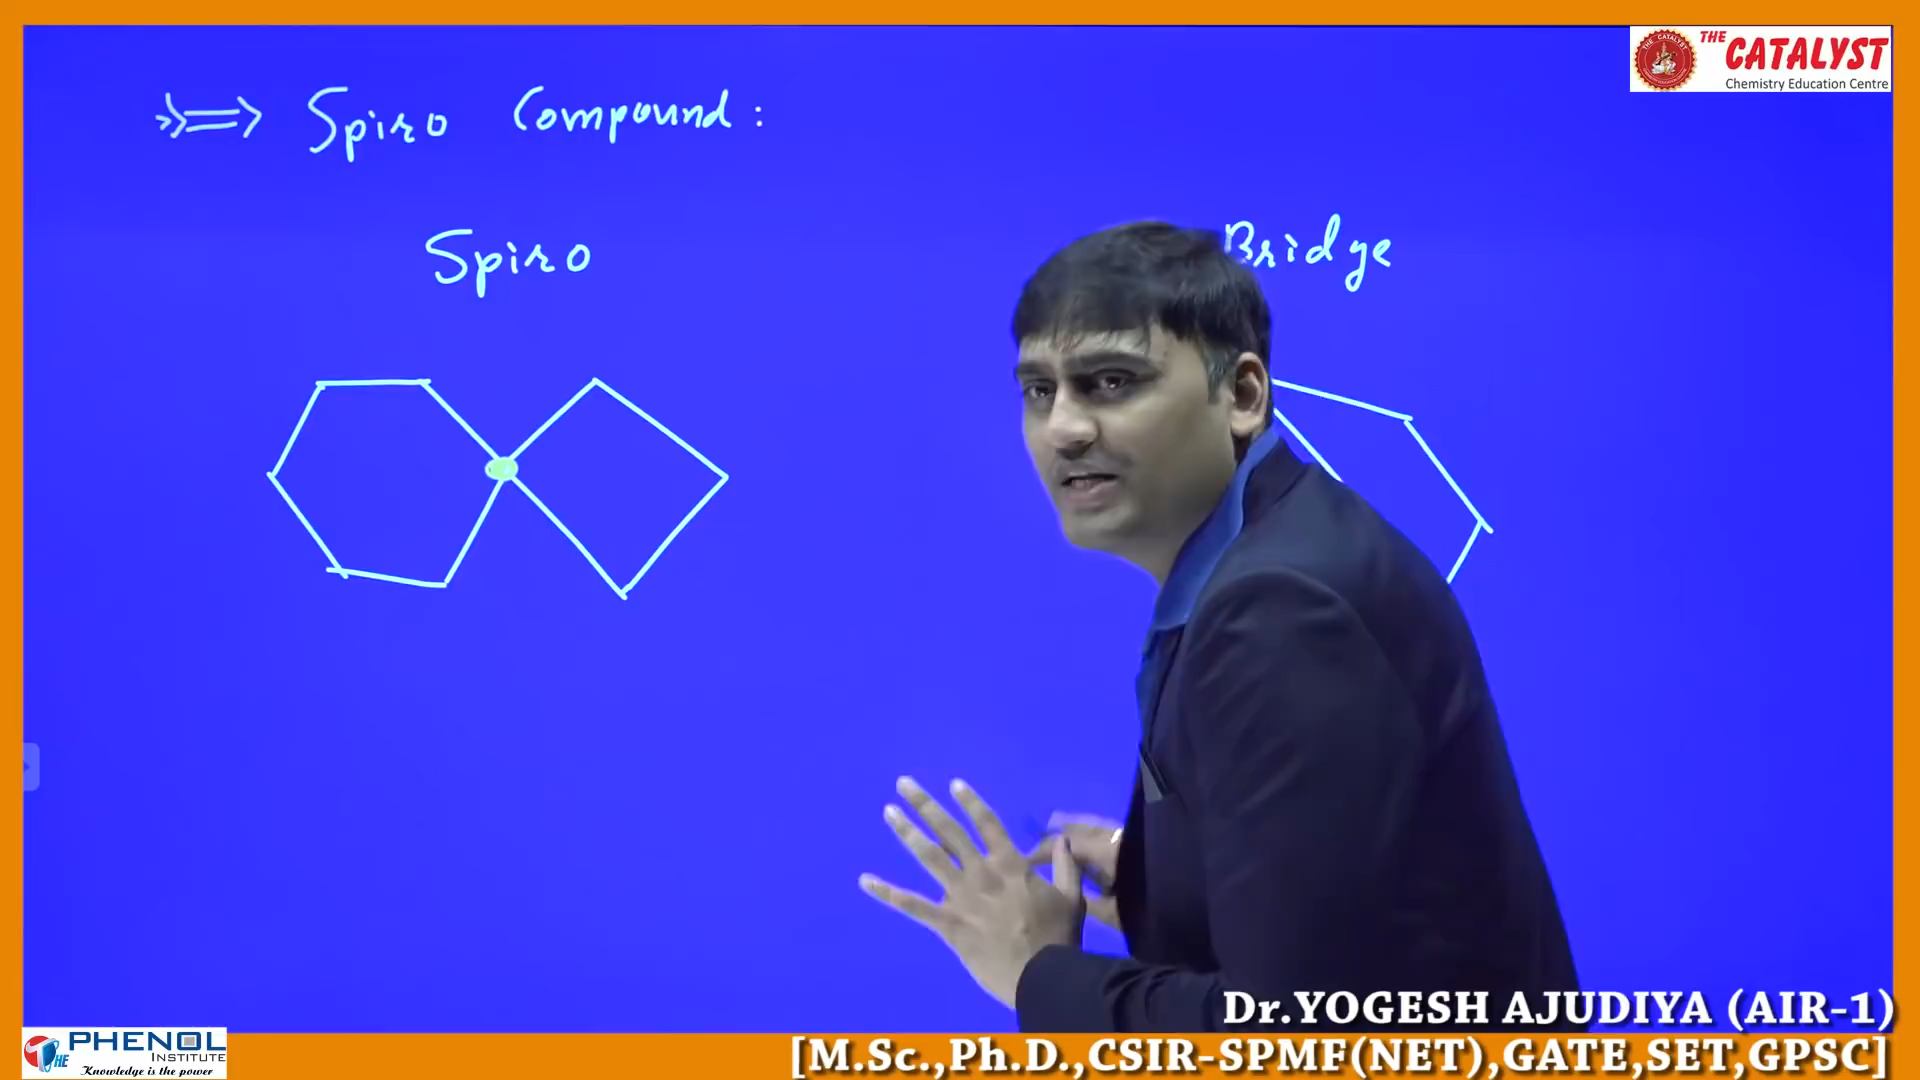 THE CATALYST
Chemistry Education Centre
Spiro Compound :
Spiro
Bridge
Dr.YOGESH AJUDIYA (AIR-1)
[M.Sc.,Ph.D.,CSIR-SPMF(NET),GATE,SET,GPSC]
THE PHENOL
INSTITUTE
Knowledge is the power